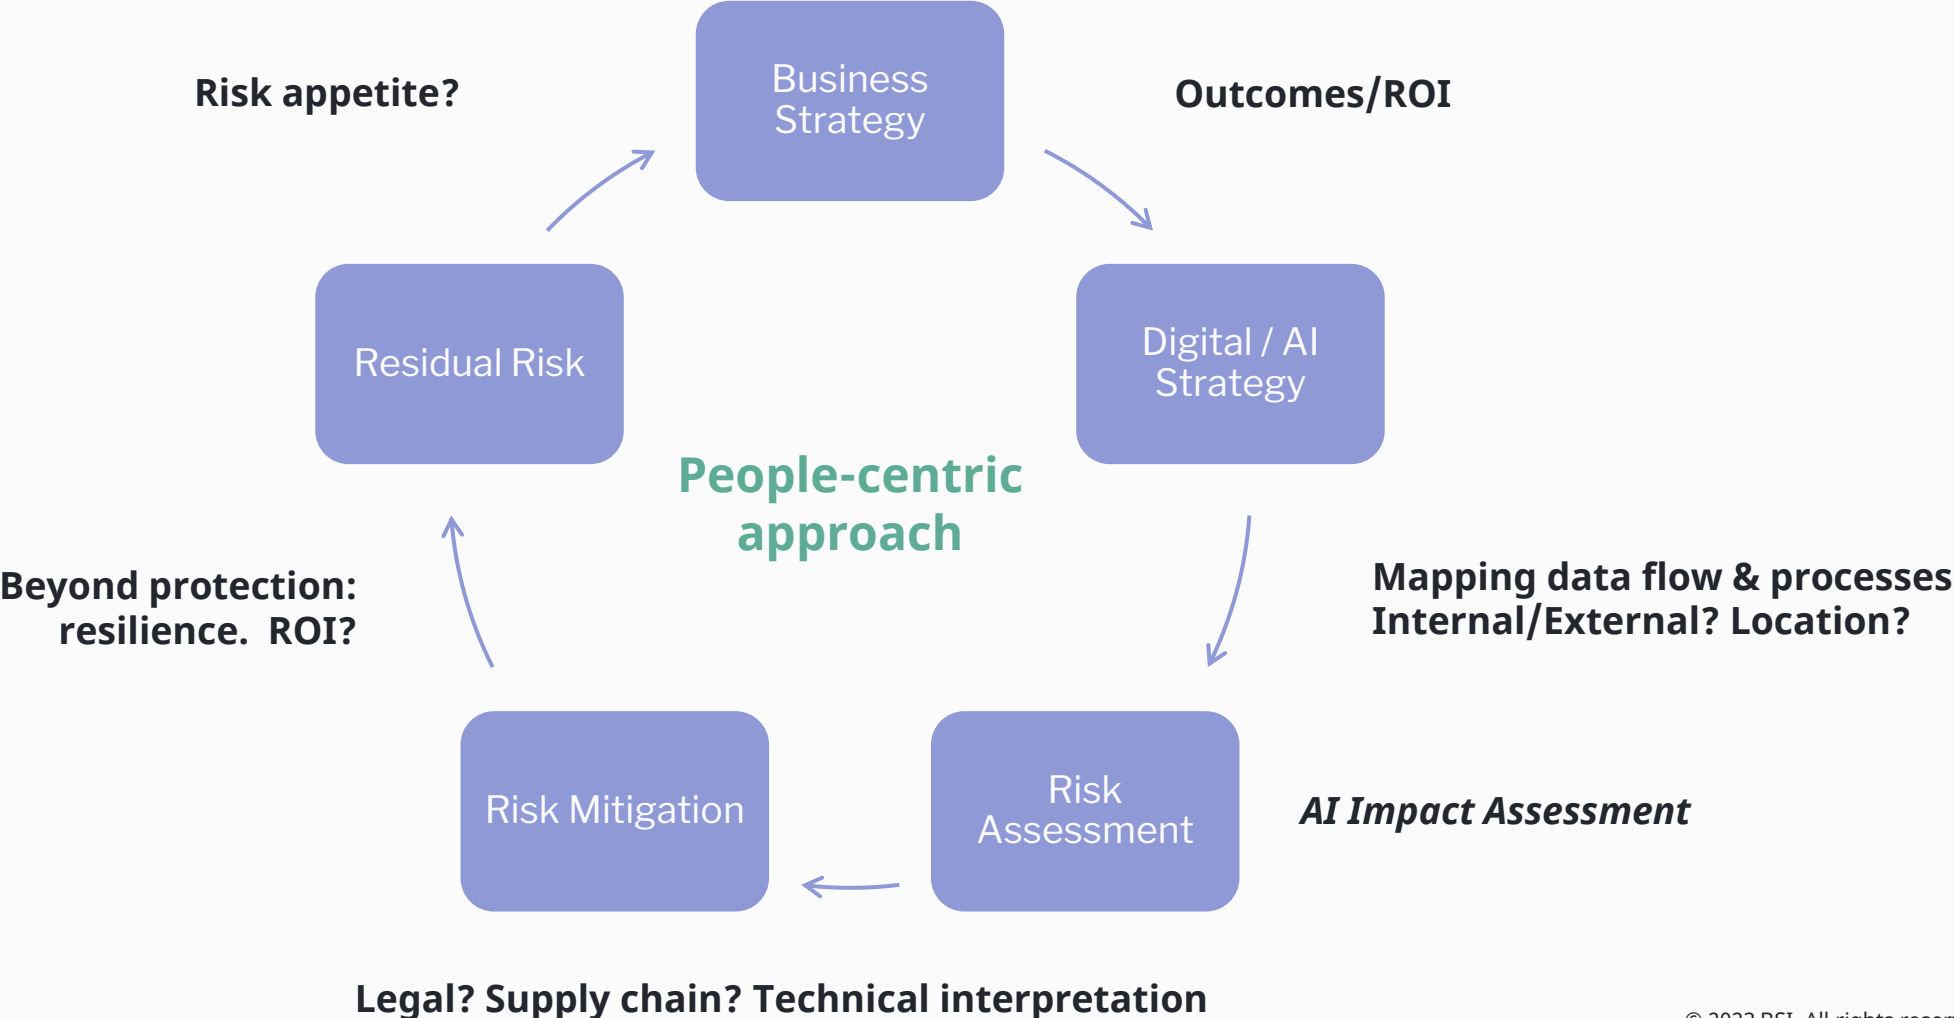 Business
Strategy
Risk appetite?
Outcomes/ROI
Residual Risk
Digital / AI
Strategy
People-centric
approach
Beyond protection:
resilience. ROI?
Mapping data flow & processes
Internal/External? Location?
Risk Mitigation
Risk
Assessment
AI Impact Assessment
Legal? Supply chain? Technical interpretation